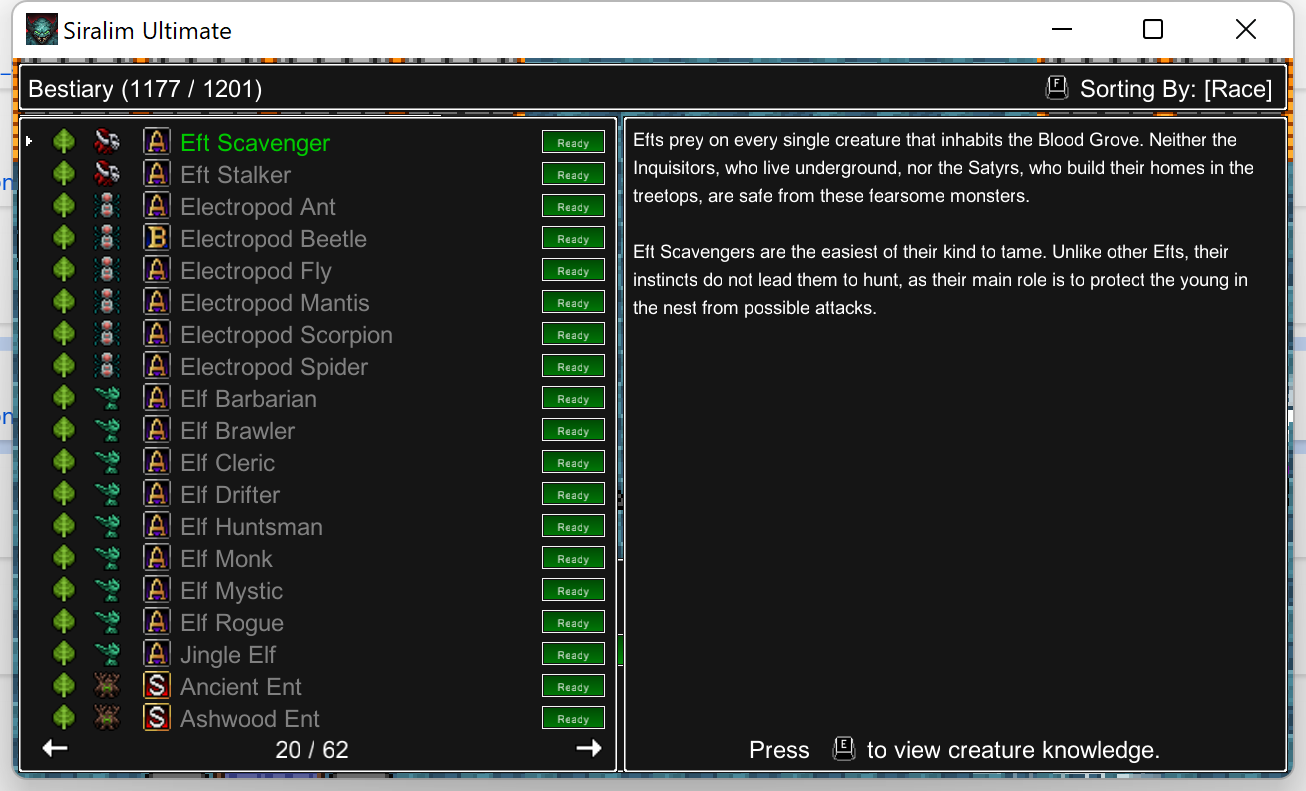 Siralim Ultimate
Bestiary (1177 / 1201)
F Sorting By: [Race]
A Eft Scavenger Ready
A Eft Stalker Ready
A Electropod Ant Ready
B Electropod Beetle Ready
A Electropod Fly Ready
A Electropod Mantis Ready
A Electropod Scorpion Ready
A Electropod Spider Ready
A Elf Barbarian Ready
A Elf Brawler Ready
A Elf Cleric Ready
A Elf Drifter Ready
A Elf Huntsman Ready
A Elf Monk Ready
A Elf Mystic Ready
A Elf Rogue Ready
A Jingle Elf Ready
S Ancient Ent Ready
S Ashwood Ent Ready
20 / 62
Efts prey on every single creature that inhabits the Blood Grove. Neither the
Inquisitors, who live underground, nor the Satyrs, who build their homes in the
treetops, are safe from these fearsome monsters.
Eft Scavengers are the easiest of their kind to tame. Unlike other Efts, their
instincts do not lead them to hunt, as their main role is to protect the young in
the nest from possible attacks.
Press E to view creature knowledge.